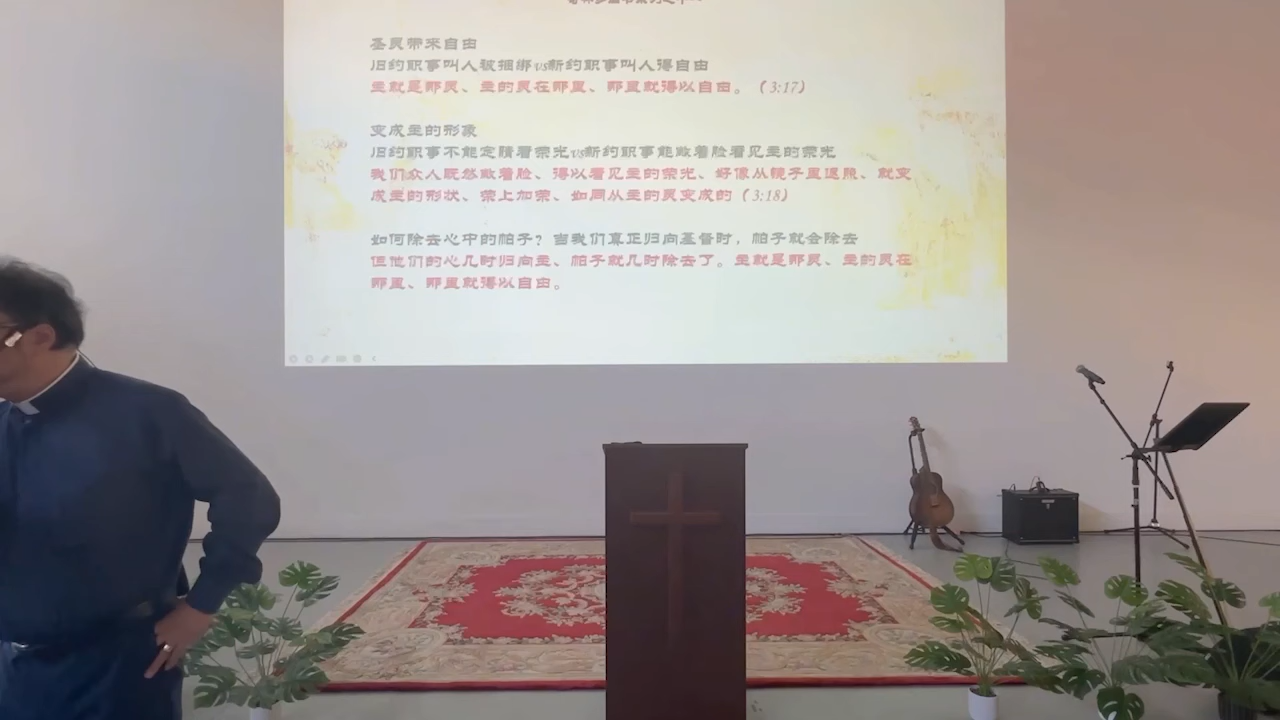 圣灵带来自由
旧约职事叫人被捆绑vs新约职事叫人得自由
主就是那灵、主的灵在那里、那里就得以自由。（3:17）
变成主的形象
旧约职事不能定睛看荣光vs新约职事能敞着脸看见主的荣光
我们众人既然敞着脸、得以看见主的荣光、好像从镜子里返照、就变
成主的形状、荣上加荣、如同从主的灵变成的（3:18）
如何除去心中的帕子？当我们真正归向基督时，帕子就会除去
但他们的心几时归向主、帕子就几时除去了。主就是那灵、主的灵在
那里、那里就得以自由。